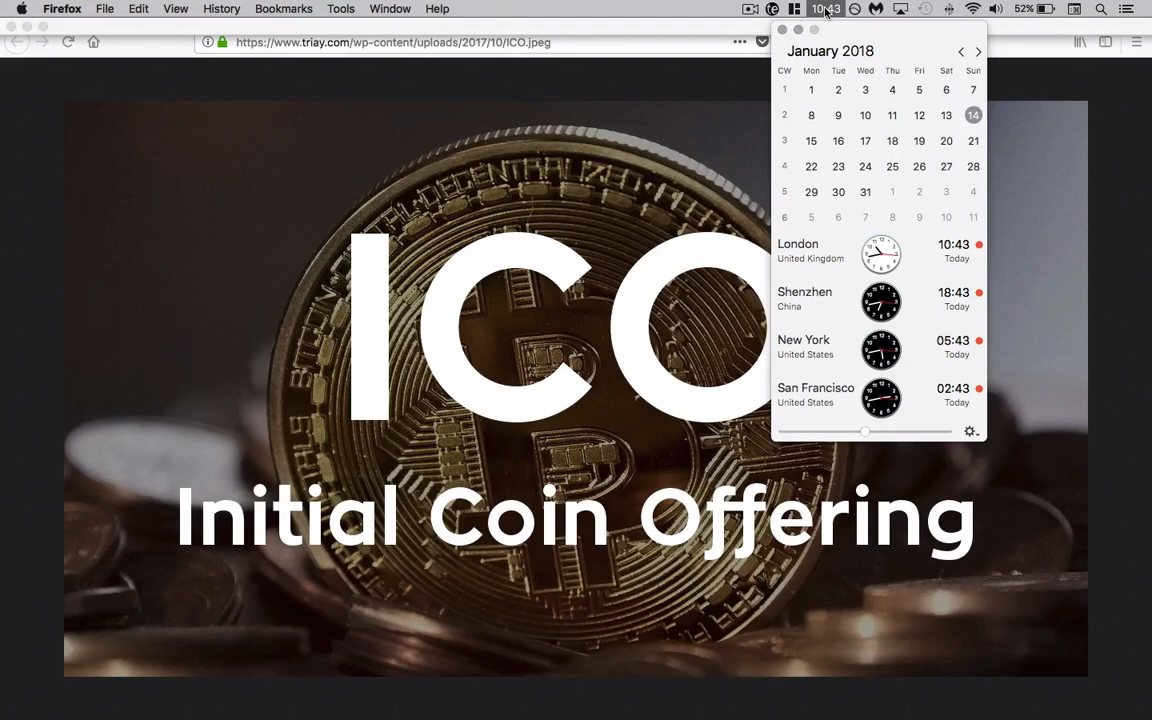 Firefox File Edit View History Bookmarks Tools Window Help 10:43 52%
https://www.triay.com/wp-content/uploads/2017/10/ICO.jpeg
January 2018
CW Mon Tue Wed Thu Fri Sat Sun
1 1 2 3 4 5 6 7
2 8 9 10 11 12 13 14
3 15 16 17 18 19 20 21
4 22 23 24 25 26 27 28
5 29 30 31 1 2 3 4
6 5 6 7 8 9 10 11
London 10:43
United Kingdom Today
Shenzhen 18:43
China Today
New York 05:43
United States Today
San Francisco 02:43
United States Today
DECENTRALIZED
BITCOIN
ICO
Initial Coin Offering